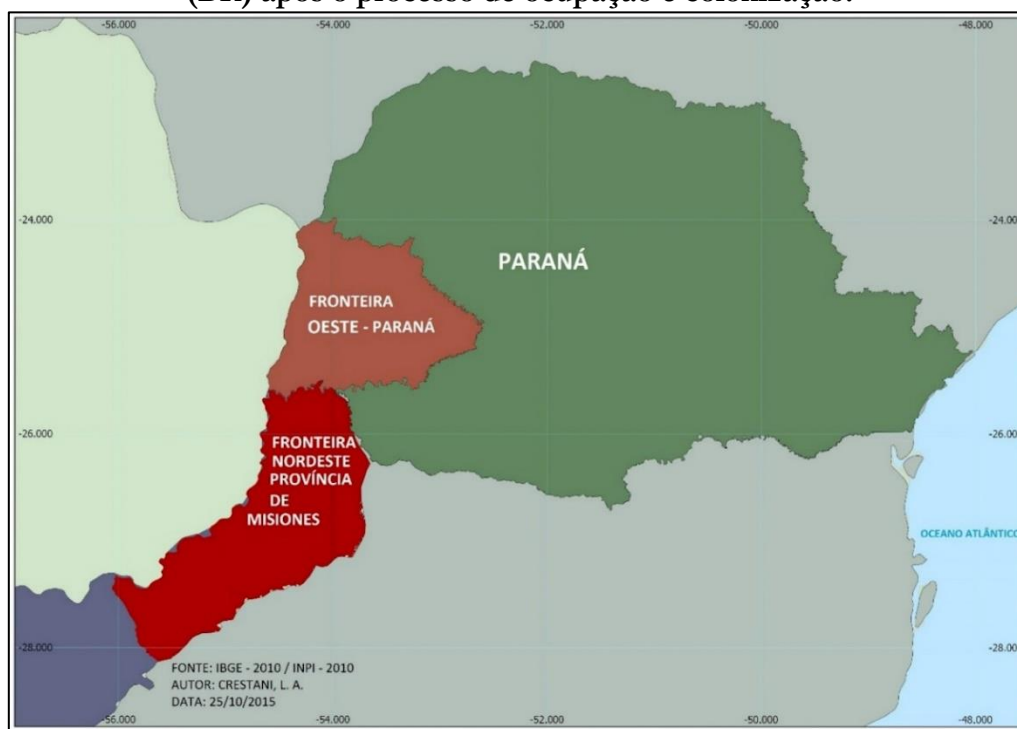 (BR) após o processo de ocupação e colonização.
-56.000 -54.000 -52.000 -50.000 -48.000
-24.000 -24.000
PARANÁ
FRONTEIRA
OESTE - PARANÁ
-26.000 -26.000
FRONTEIRA
NORDESTE
PROVÍNCIA
DE
MISIONES
OCEANO ATLÂNTICO
-28.000 -28.000
FONTE: IBGE - 2010 / INPI - 2010
AUTOR: CRESTANI, L. A.
DATA: 25/10/2015
-56.000 -54.000 -52.000 -50.000 -48.000